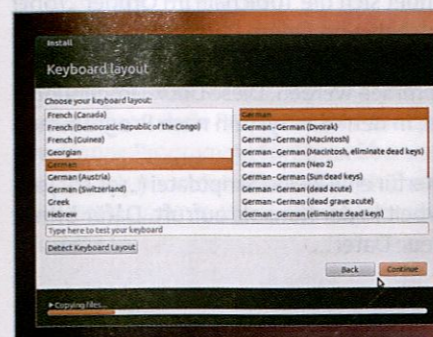 Install
Keyboard layout
Choose your keyboard layout:
French (Canada)
French (Democratic Republic of the Congo)
French (Guinea)
Georgian
German
German (Austria)
German (Switzerland)
Greek
Hebrew
German
German - German (Dvorak)
German - German (Macintosh)
German - German (Macintosh, eliminate dead keys)
German - German (Neo 2)
German - German (Sun dead keys)
German - German (dead acute)
German - German (dead grave acute)
German - German (eliminate dead keys)
Type here to test your keyboard
Detect Keyboard Layout
Back
Continue
Copying files...